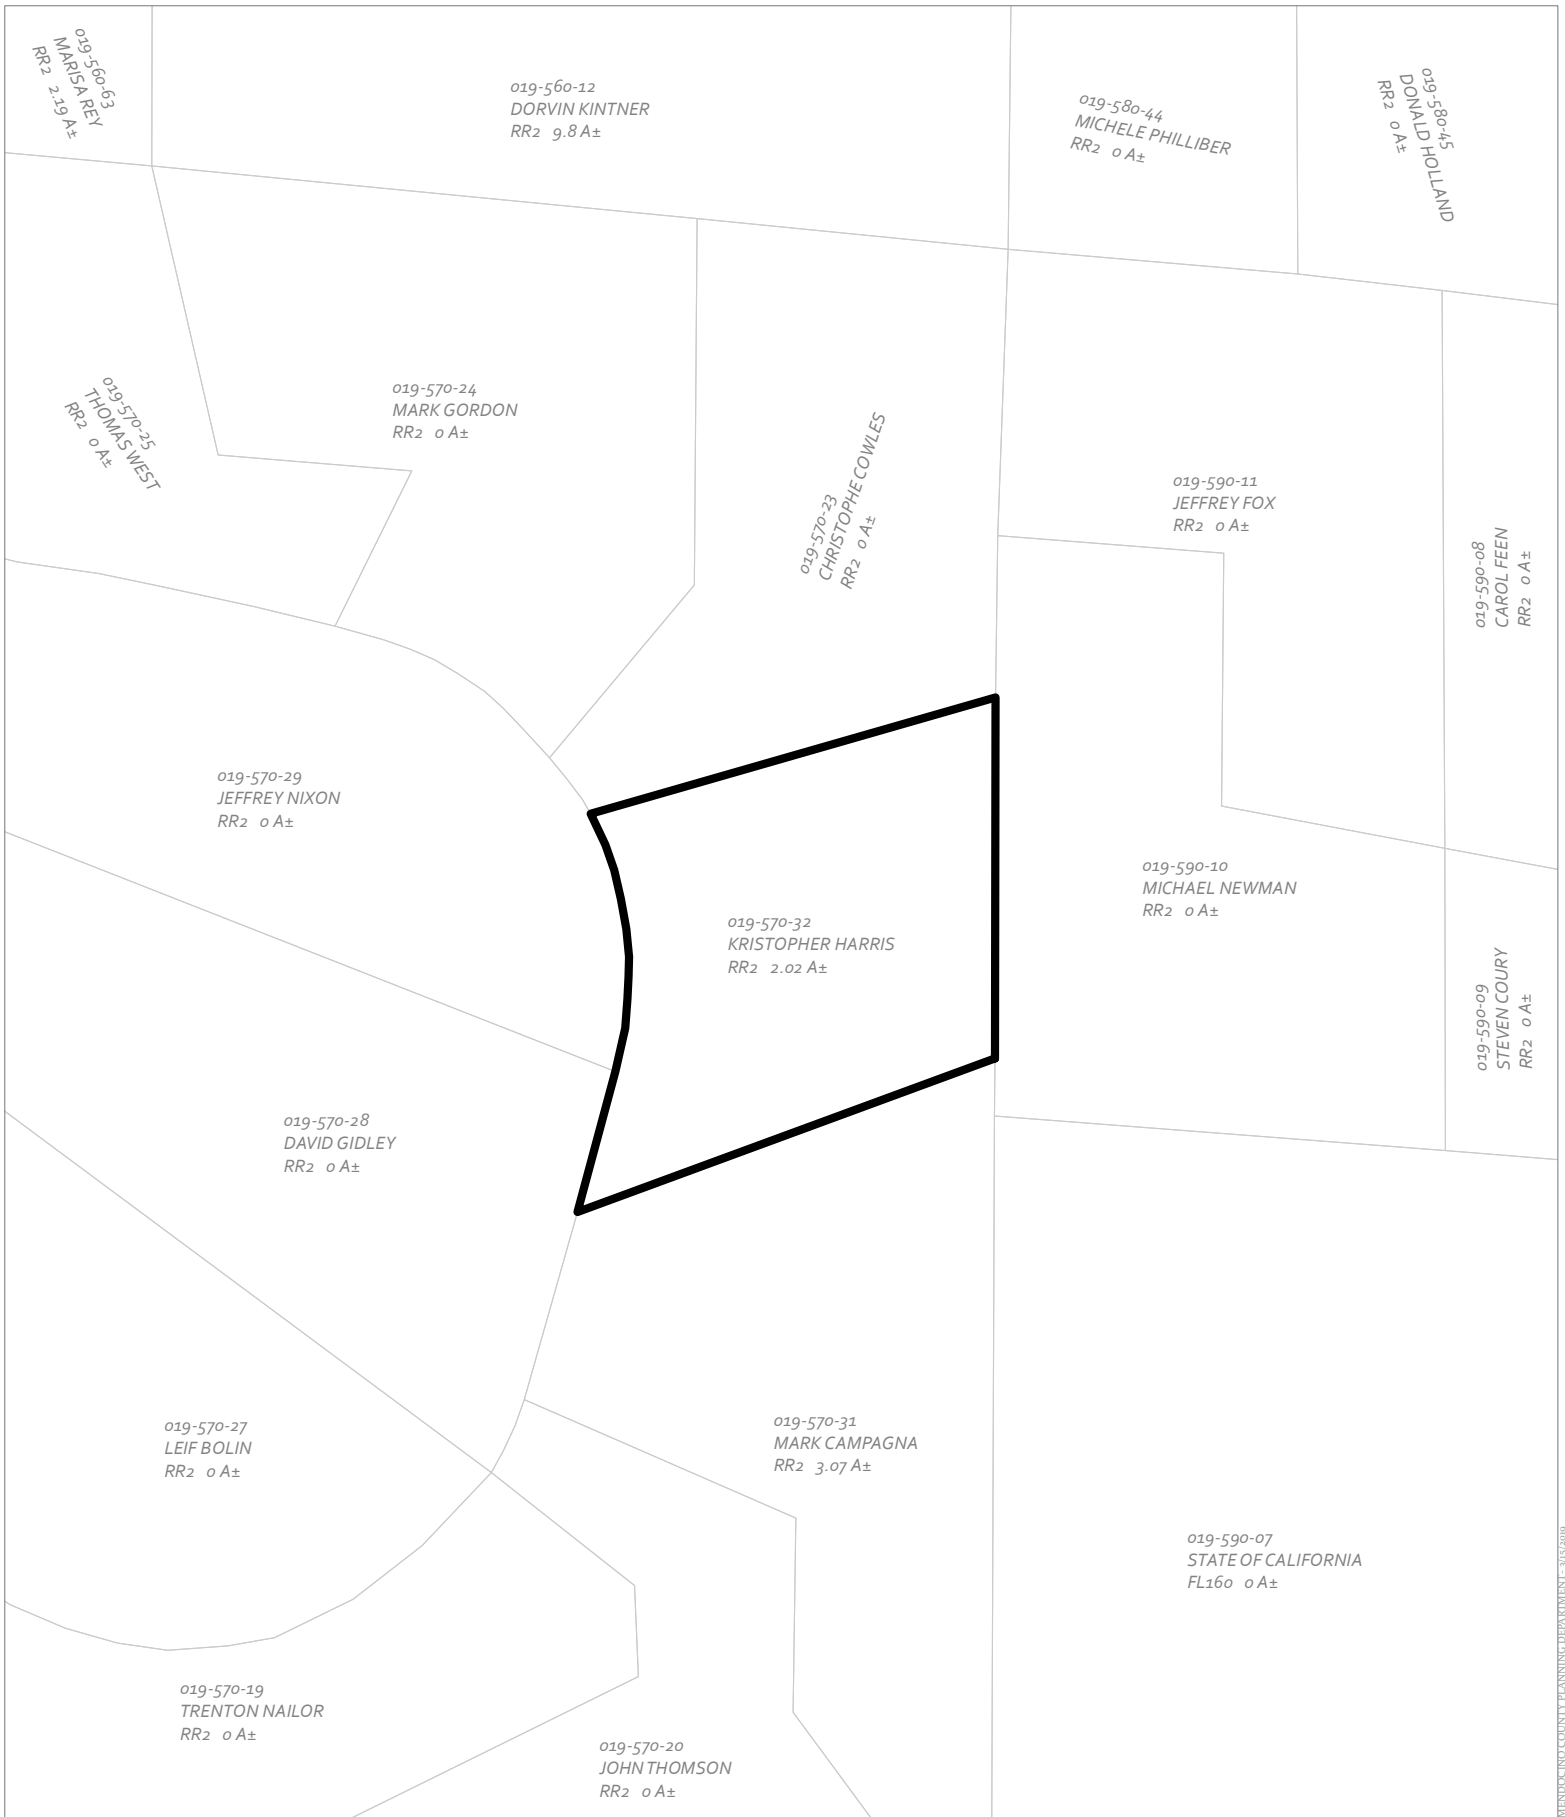 019-560-63
MARISA REY
RR2 2.19 A±
019-560-12
DORVIN KINTNER
RR2 9.8 A±
019-580-44
MICHELE PHILLIBER
RR2 0 A±
019-580-45
DONALD HOLLAND
RR2 0 A±
019-570-25
THOMAS WEST
RR2 0 A±
019-570-24
MARK GORDON
RR2 0 A±
019-570-23
CHRISTOPHE COWLES
RR2 0 A±
019-590-11
JEFFREY FOX
RR2 0 A±
019-590-08
CAROL FEEN
RR2 0 A±
019-570-29
JEFFREY NIXON
RR2 0 A±
019-570-32
KRISTOPHER HARRIS
RR2 2.02 A±
019-590-10
MICHAEL NEWMAN
RR2 0 A±
019-590-09
STEVEN COURY
RR2 0 A±
019-570-28
DAVID GIDLEY
RR2 0 A±
019-570-27
LEIF BOLIN
RR2 0 A±
019-570-31
MARK CAMPAGNA
RR2 3.07 A±
019-590-07
STATE OF CALIFORNIA
FL160 0 A±
019-570-19
TRENTON NAILOR
RR2 0 A±
019-570-20
JOHN THOMSON
RR2 0 A±
MENDOCINO COUNTY PLANNING DEPARTMENT - 3/15/2019